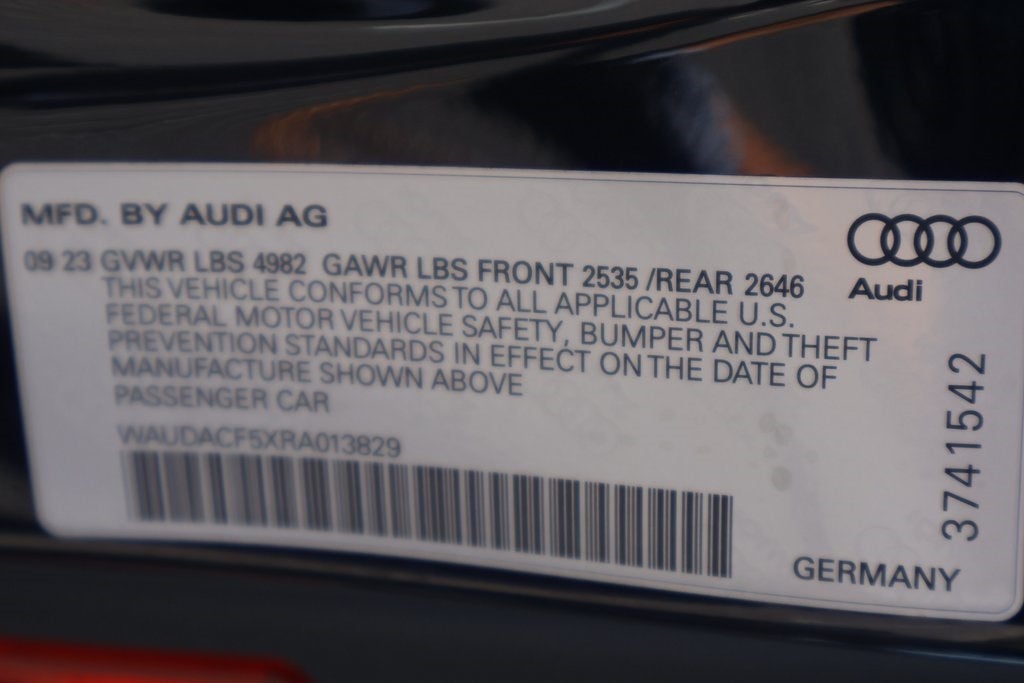 MFD. BY AUDI AG
09 23 GVWR LBS 4982 GAWR LBS FRONT 2535 /REAR 2646
THIS VEHICLE CONFORMS TO ALL APPLICABLE U.S.
FEDERAL MOTOR VEHICLE SAFETY, BUMPER AND THEFT
PREVENTION STANDARDS IN EFFECT ON THE DATE OF
MANUFACTURE SHOWN ABOVE
PASSENGER CAR
WAUDACF5XRA013829
Audi
3741542
GERMANY